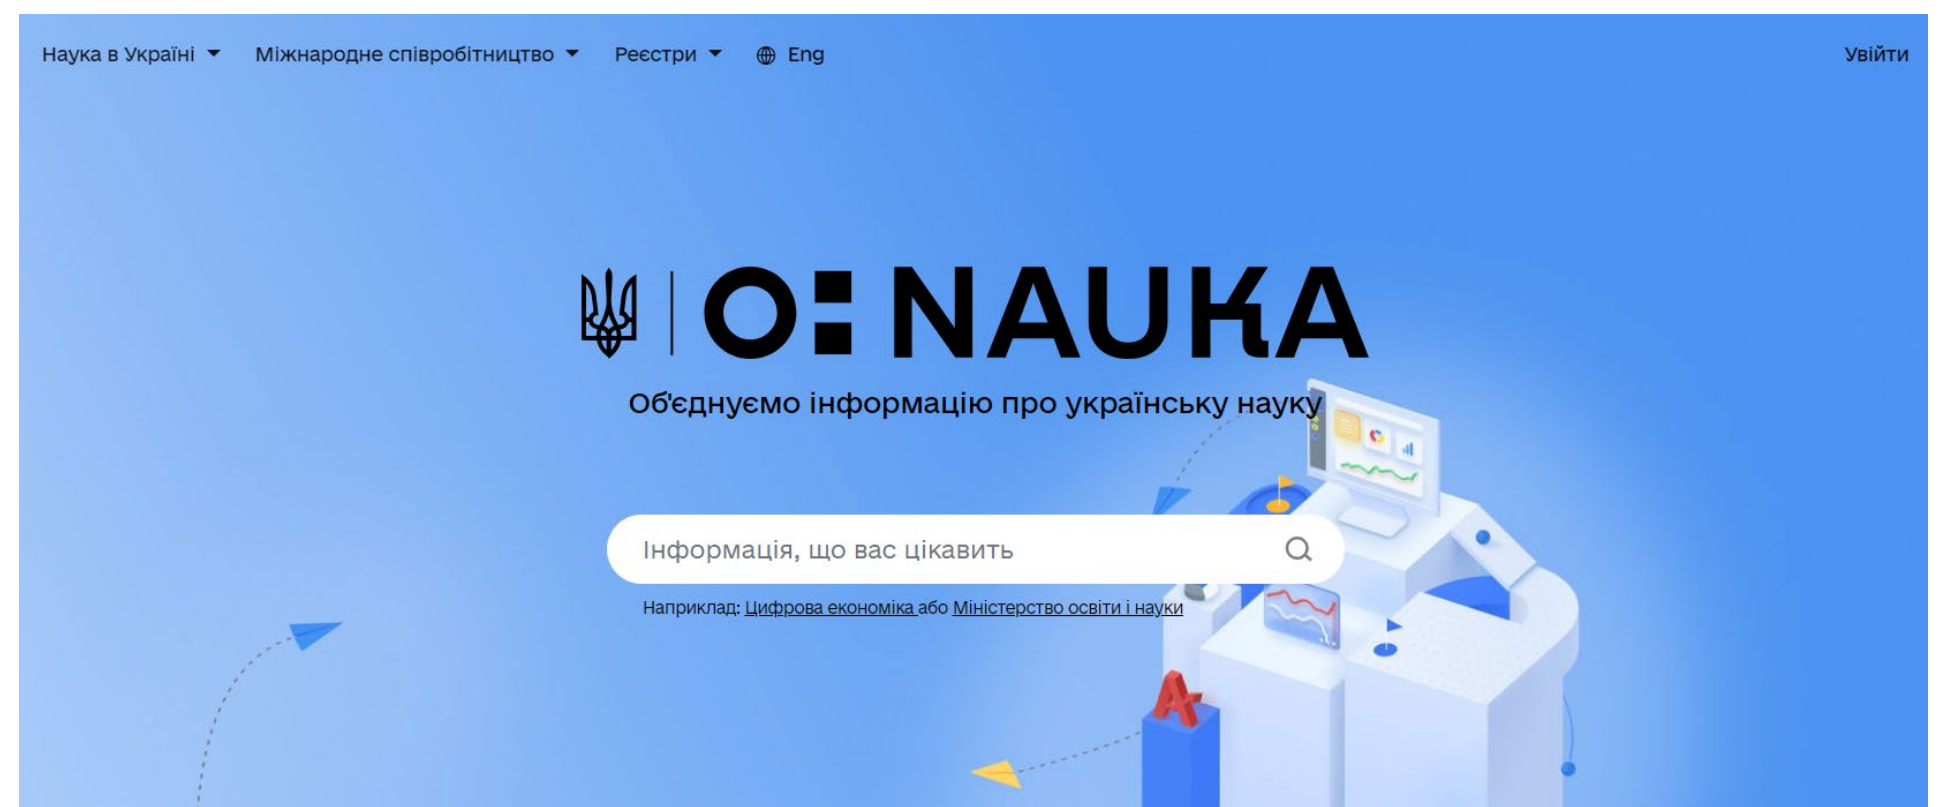 Наука в Україні Міжнародне співробітництво Реєстри Eng Увійти
O: NAUKA
Об'єднуємо інформацію про українську науку
Інформація, що вас цікавить
Наприклад: Цифрова економіка або Міністерство освіти і науки
A+